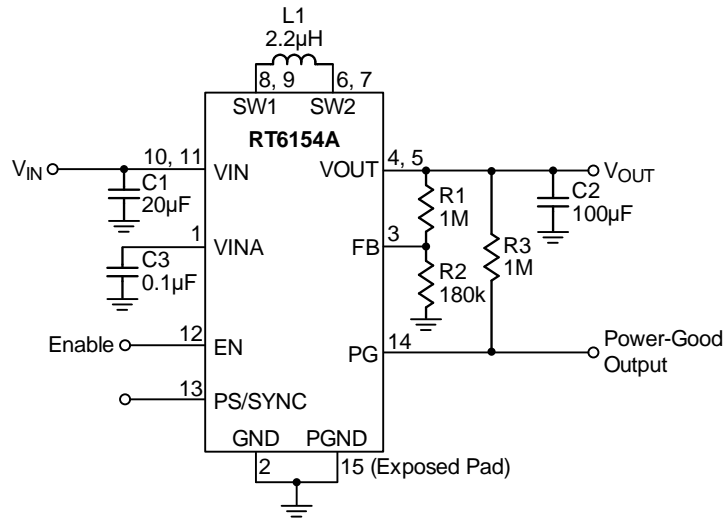 L1
2.2µH
8, 9
6, 7
SW1
SW2
RT6154A
VIN
10, 11
VIN
VOUT
4, 5
VOUT
C1
20µF
R1
1M
C2
100µF
1
VINA
FB
3
R3
1M
C3
0.1µF
R2
180k
Enable
12
EN
PG
14
Power-Good
Output
13
PS/SYNC
GND
PGND
2
15 (Exposed Pad)